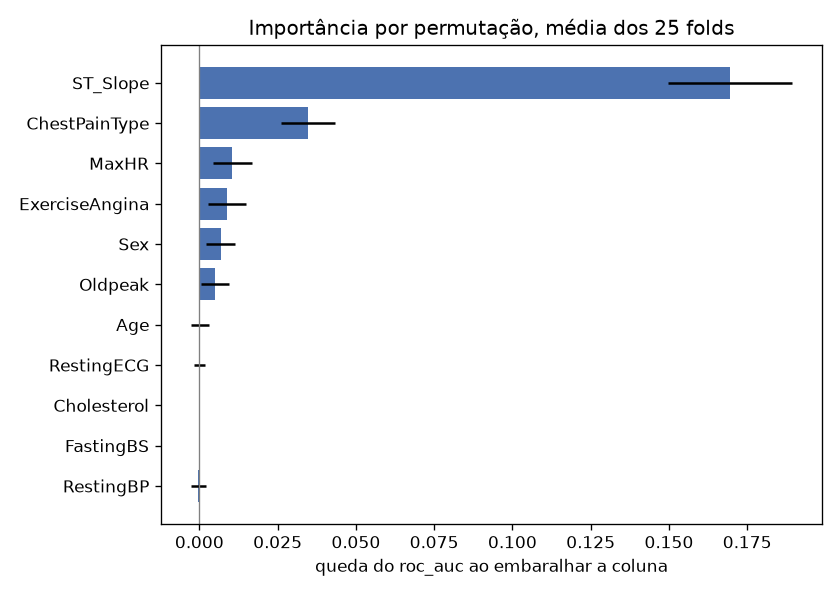 Importância por permutação, média dos 25 folds
ST_Slope
ChestPainType
MaxHR
ExerciseAngina
Sex
Oldpeak
Age
RestingECG
Cholesterol
FastingBS
RestingBP
0.000 0.025 0.050 0.075 0.100 0.125 0.150 0.175
queda do roc_auc ao embaralhar a coluna